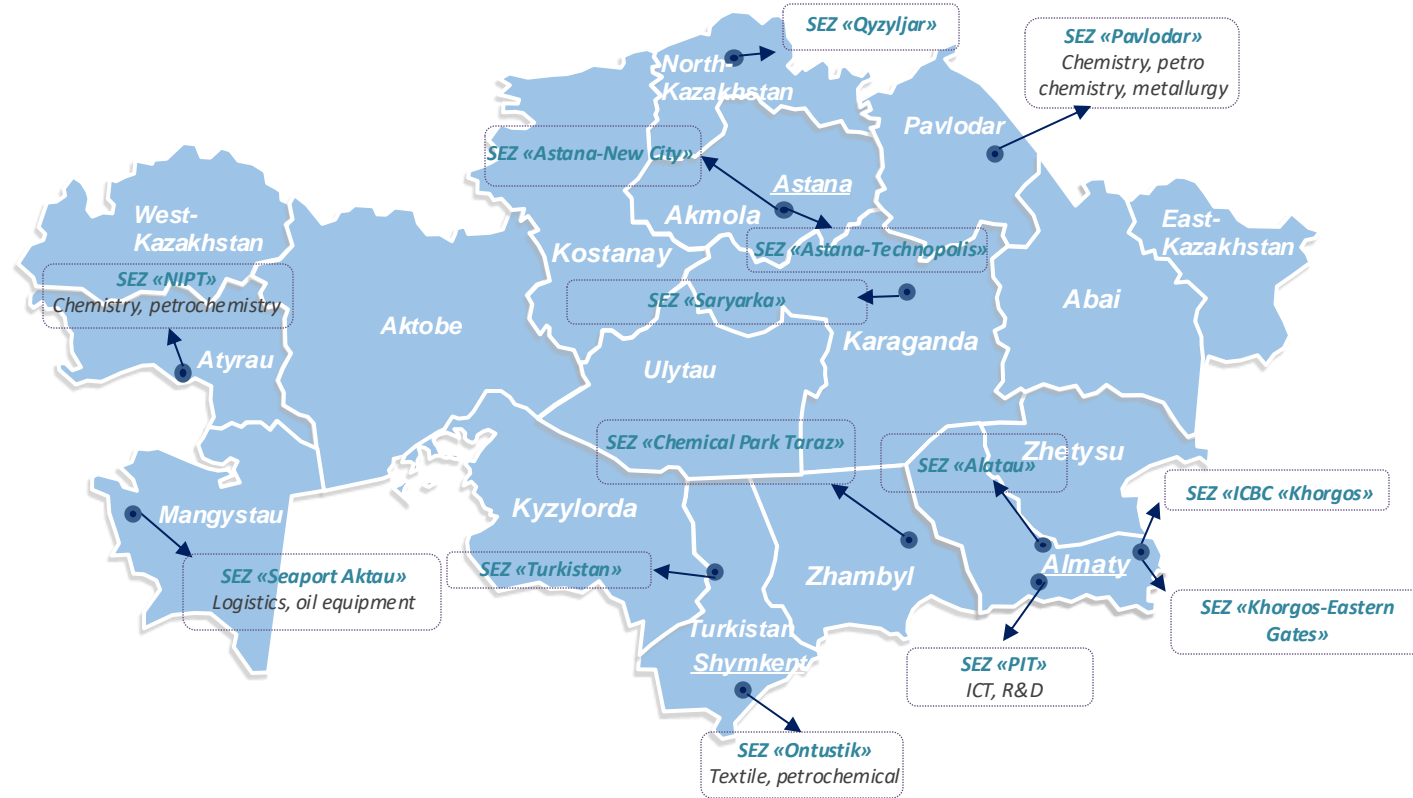 SEZ «Qyzyljar»
SEZ «Pavlodar»
Chemistry, petro
chemistry, metallurgy
North-
Kazakhstan
Pavlodar
SEZ «Astana-New City»
Astana
Akmola
West-
Kazakhstan
East-
Kazakhstan
Kostanay
SEZ «Astana-Technopolis»
SEZ «NIPT»
Chemistry, petrochemistry
SEZ «Saryarka»
Abai
Aktobe
Karaganda
Atyrau
Ulytau
SEZ «Chemical Park Taraz»
Zhetysu
SEZ «Alatau»
SEZ «ICBC «Khorgos»
Mangystau
Kyzylorda
Almaty
SEZ «Turkistan»
Zhambyl
SEZ «Seaport Aktau»
Logistics, oil equipment
SEZ «Khorgos-Eastern
Gates»
Turkistan
Shymkent
SEZ «PIT»
ICT, R&D
SEZ «Ontustik»
Textile, petrochemical